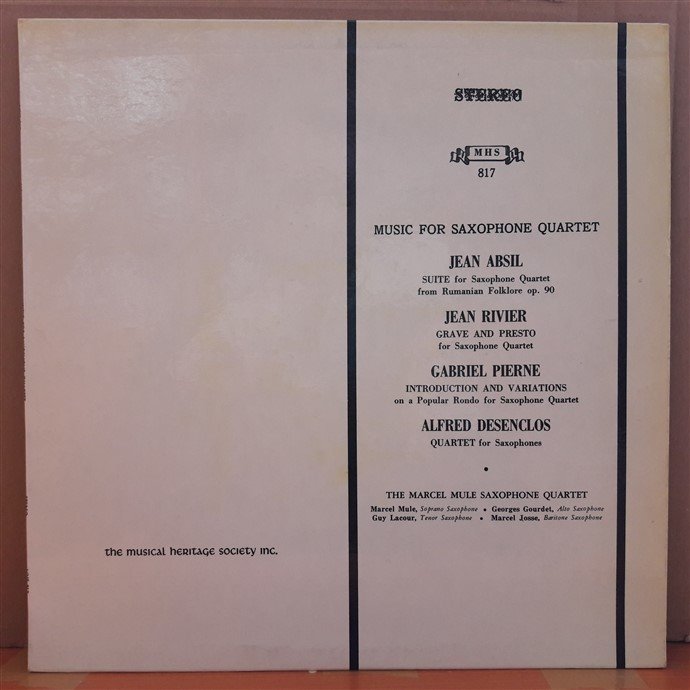 STEREO
MHS
817
MUSIC FOR SAXOPHONE QUARTET
JEAN ABSIL
SUITE for Saxophone Quartet
from Rumanian Folklore op. 90
JEAN RIVIER
GRAVE AND PRESTO
for Saxophone Quartet
GABRIEL PIERNE
INTRODUCTION AND VARIATIONS
on a Popular Rondo for Saxophone Quartet
ALFRED DESENCLOS
QUARTET for Saxophones
•
THE MARCEL MULE SAXOPHONE QUARTET
Marcel Mule, Soprano Saxophone • Georges Gourdet, Alto Saxophone
Guy Lacour, Tenor Saxophone • Marcel Josse, Baritone Saxophone
the musical heritage society inc.